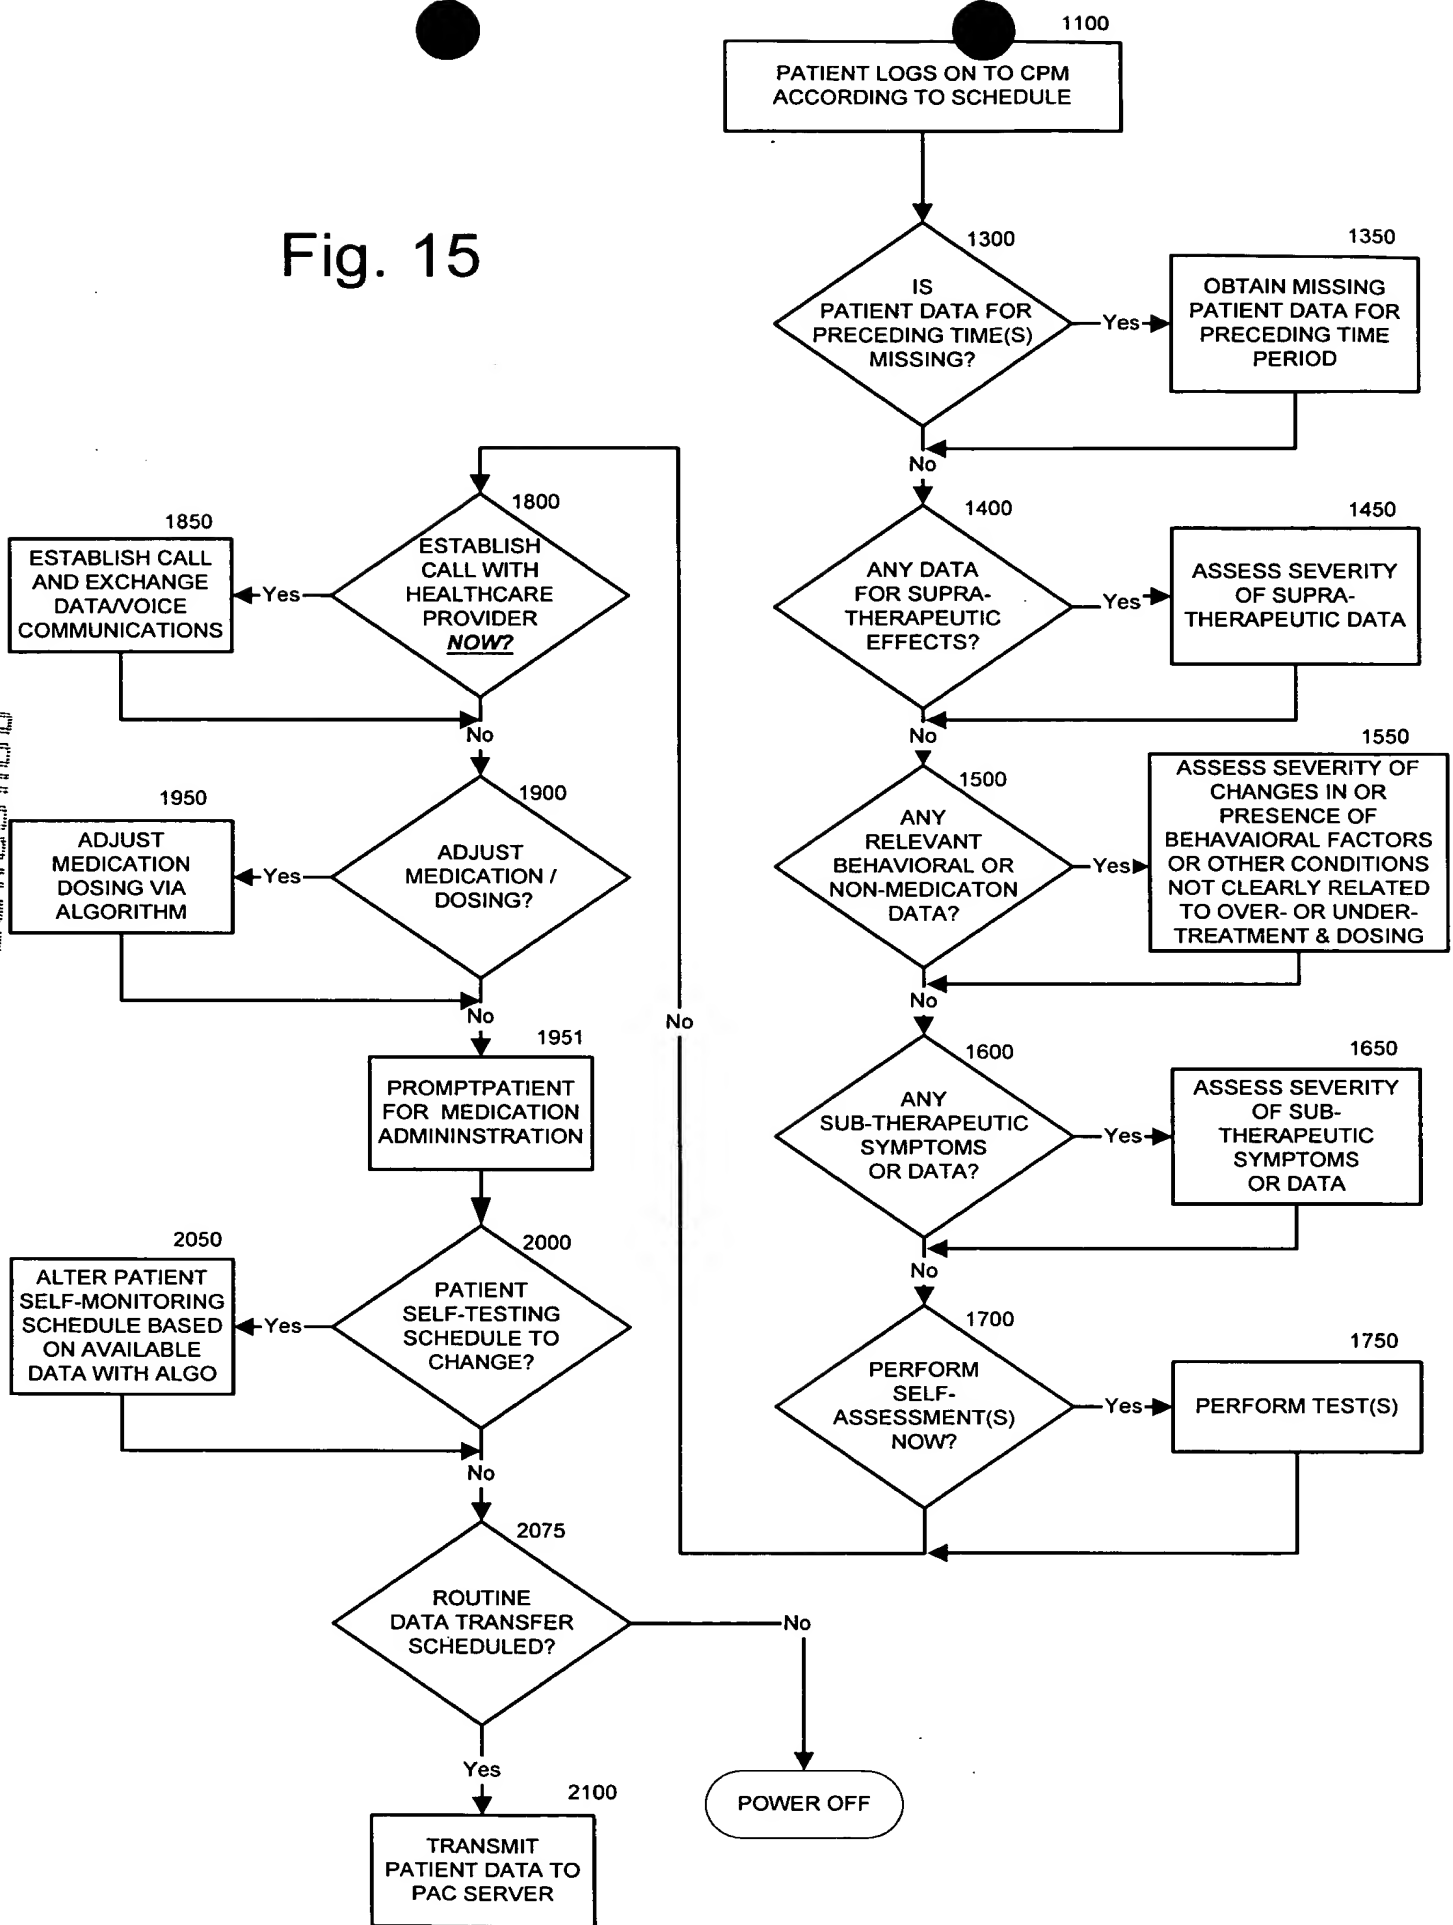 Fig. 15
1100
PATIENT LOGS ON TO CPM
ACCORDING TO SCHEDULE
1300
IS
PATIENT DATA FOR
PRECEDING TIME(S)
MISSING?
Yes
1350
OBTAIN MISSING
PATIENT DATA FOR
PRECEDING TIME
PERIOD
No
1400
ANY DATA
FOR SUPRA-
THERAPEUTIC
EFFECTS?
Yes
1450
ASSESS SEVERITY
OF SUPRA-
THERAPEUTIC DATA
No
1500
ANY
RELEVANT
BEHAVIORAL OR
NON-MEDICATON
DATA?
Yes
1550
ASSESS SEVERITY OF
CHANGES IN OR
PRESENCE OF
BEHAVAIORAL FACTORS
OR OTHER CONDITIONS
NOT CLEARLY RELATED
TO OVER- OR UNDER-
TREATMENT & DOSING
No
1600
ANY
SUB-THERAPEUTIC
SYMPTOMS
OR DATA?
Yes
1650
ASSESS SEVERITY
OF SUB-
THERAPEUTIC
SYMPTOMS
OR DATA
No
1700
PERFORM
SELF-
ASSESSMENT(S)
NOW?
Yes
1750
PERFORM TEST(S)
No
1800
ESTABLISH
CALL WITH
HEALTHCARE
PROVIDER
NOW?
Yes
1850
ESTABLISH CALL
AND EXCHANGE
DATA/VOICE
COMMUNICATIONS
No
1900
ADJUST
MEDICATION /
DOSING?
Yes
1950
ADJUST
MEDICATION
DOSING VIA
ALGORITHM
No
1951
PROMPTPATIENT
FOR MEDICATION
ADMININSTRATION
2000
PATIENT
SELF-TESTING
SCHEDULE TO
CHANGE?
Yes
2050
ALTER PATIENT
SELF-MONITORING
SCHEDULE BASED
ON AVAILABLE
DATA WITH ALGO
No
2075
ROUTINE
DATA TRANSFER
SCHEDULED?
No
POWER OFF
Yes
2100
TRANSMIT
PATIENT DATA TO
PAC SERVER